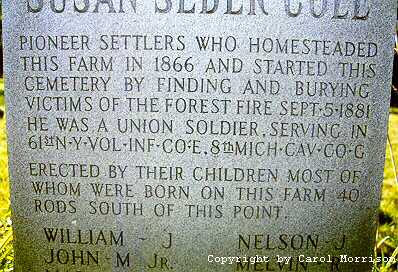 SUSAN SEDER COLE
PIONEER SETTLERS WHO HOMESTEADED
THIS FARM IN 1866 AND STARTED THIS
CEMETERY BY FINDING AND BURYING
VICTIMS OF THE FOREST FIRE SEPT·5·1881
HE WAS A UNION SOLDIER, SERVING IN
61ST·N·Y·VOL·INF·CO·E, 8th MICH·CAV·CO·G
ERECTED BY THEIR CHILDREN MOST OF
WHOM WERE BORN ON THIS FARM 40
RODS SOUTH OF THIS POINT.
WILLIAM - J NELSON - J
JOHN - M JR.
Copyright by Carol Morrison